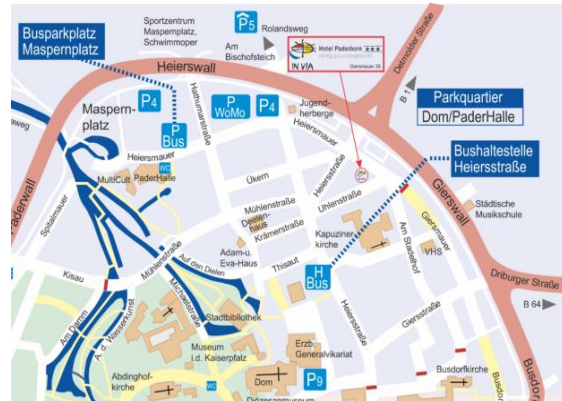 Busparkplatz
Maspernplatz
Sportzentrum
Maspernplatz,
Schwimmoper
P5
Rolandsweg
Am
Bischofsteich
Hotel Paderborn
IN VIA
Giersmauer 35
Detmolder Straße
B 1
Heierswall
Parkquartier
Dom/PaderHalle
Bushaltestelle
Heiersstraße
Maspern-
platz
P4
Hathumarstraße
P
WoMo
P4
Jugend-
herberge
P
Bus
Heiersmauer
Heiersmauer
WC
MultiCult
PaderHalle
Ükern
Heiersstraße
Paderwall
Spitalmauer
Mühlenstraße
Uhlenstraße
Deelen-
haus
Krämerstraße
Kapuziner
kirche
Am Stadelhof
Giersmauer
Gierswall
Städtische
Musikschule
VHS
Adam-u.
Eva-Haus
Thisaut
H
Bus
Mühlenstraße
Auf den Dielen
Kisau
Michaelstraße
Am Damm
A. d. Wasserkunst
Stadtbibliothek
Heiersstraße
Giersstraße
Driburger Straße
B 64
Museum
i.d. Kaiserpfalz
Erzb.
Generalvikariat
Abdinghof-
kirche
WC
Dom
P9
Busdorfkirche
Diözesanmuseum